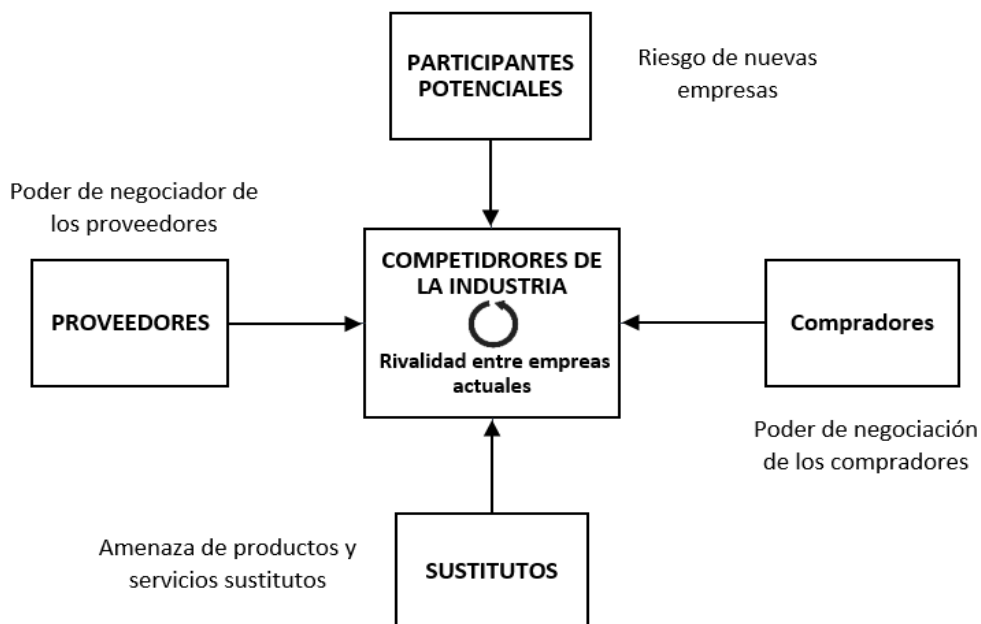 PARTICIPANTES
POTENCIALES
Riesgo de nuevas
empresas
Poder de negociador de
los proveedores
PROVEEDORES
COMPETIDRORES DE
LA INDUSTRIA
Rivalidad entre empreas
actuales
Compradores
Poder de negociación
de los compradores
Amenaza de productos y
servicios sustitutos
SUSTITUTOS